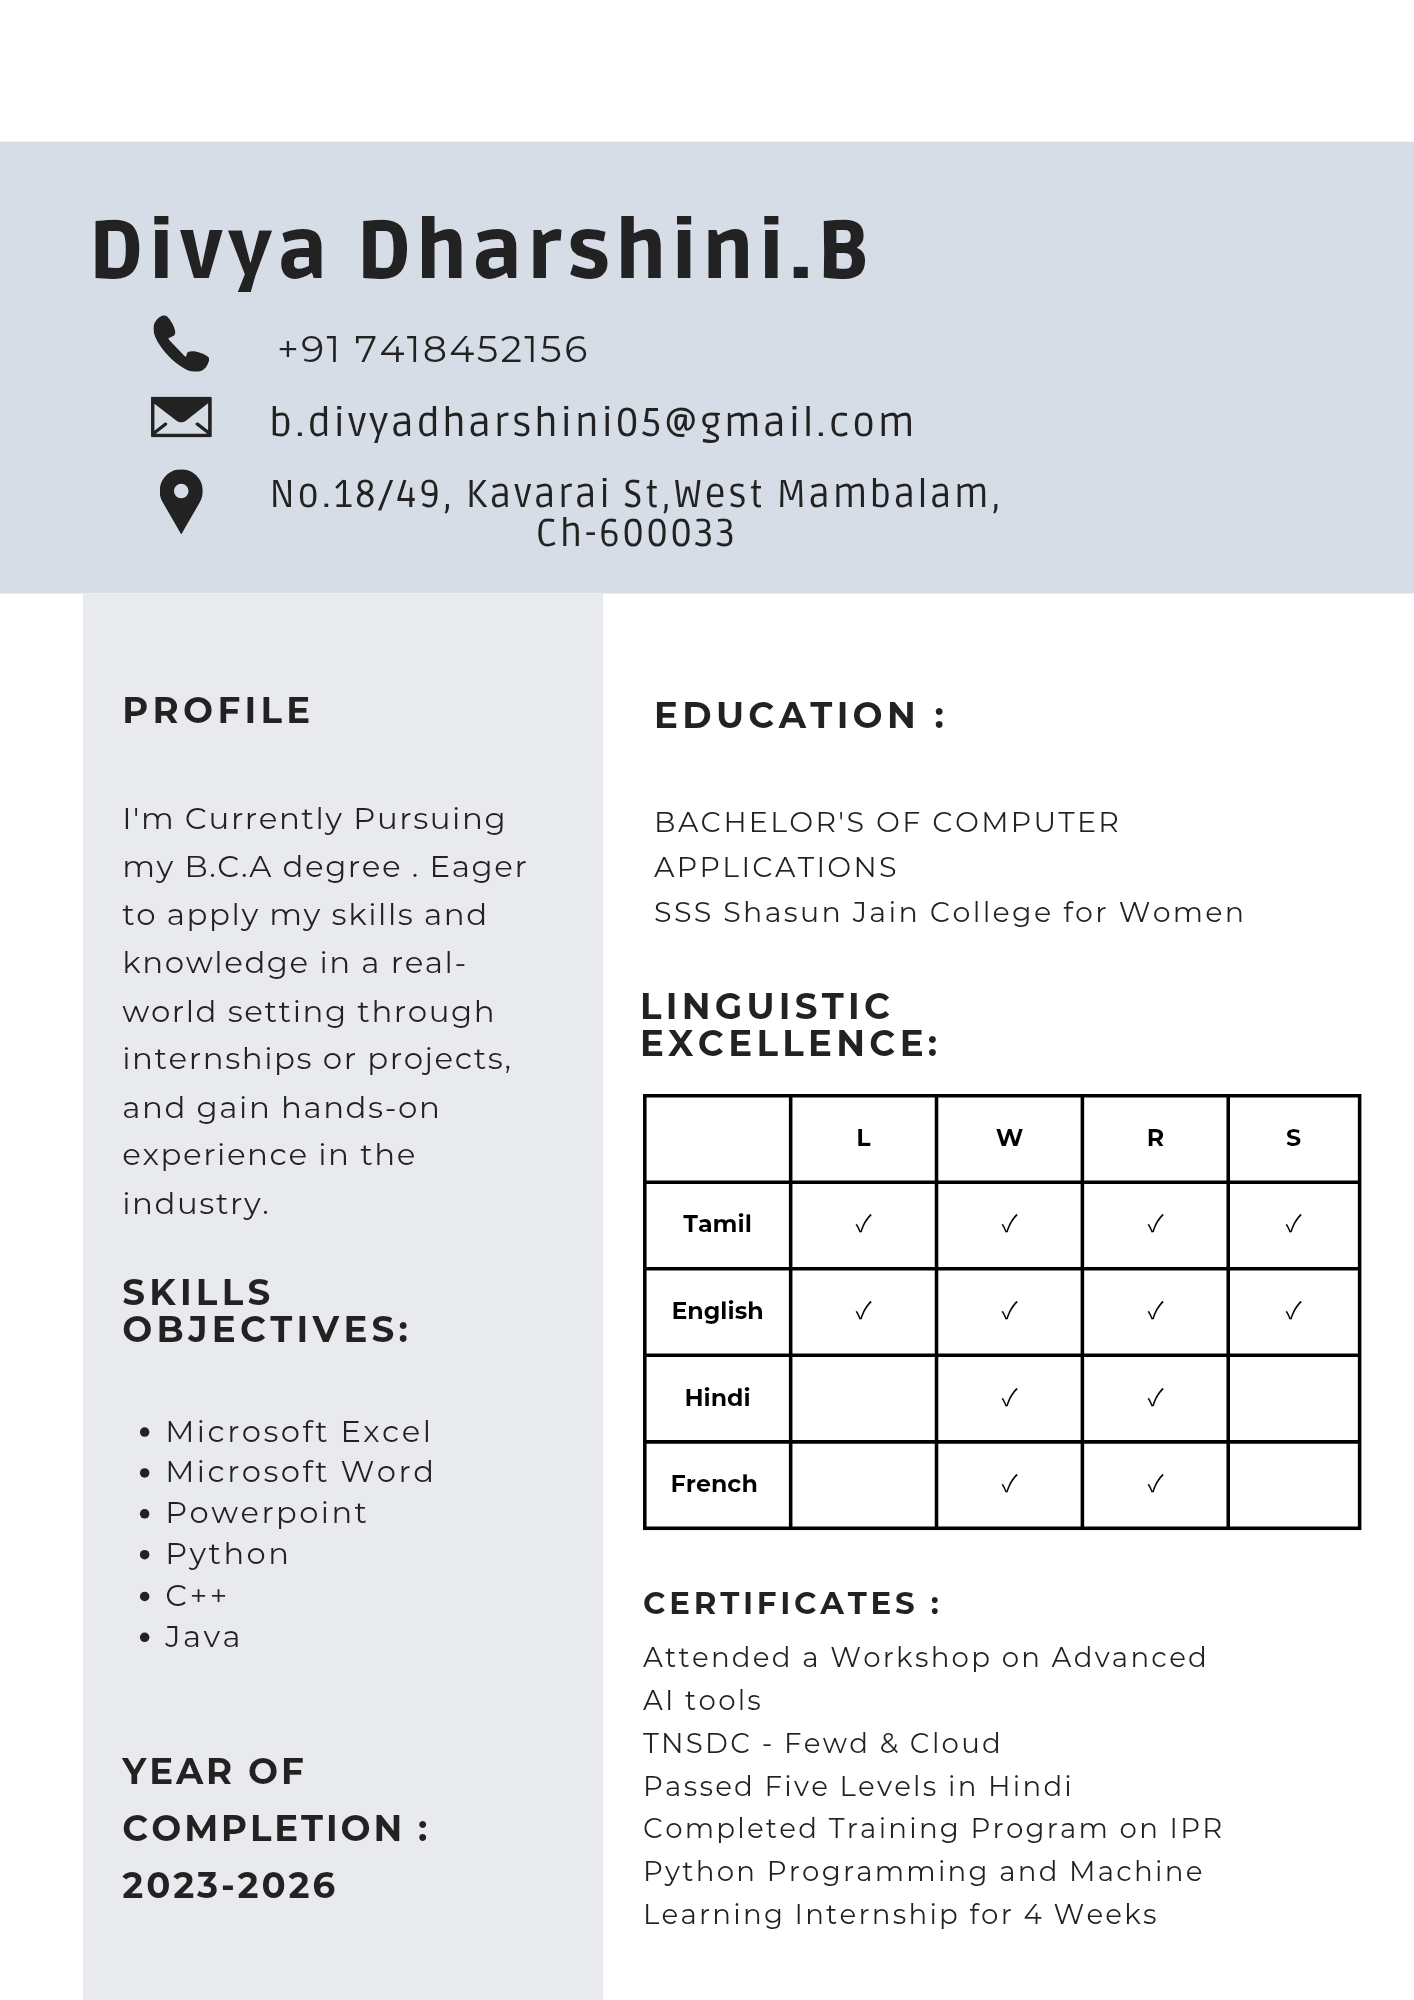 Divya Dharshini.B
+91 7418452156
b.divyadharshini05@gmail.com
No.18/49, Kavarai St,West Mambalam,
Ch-600033
PROFILE
I'm Currently Pursuing
my B.C.A degree . Eager
to apply my skills and
knowledge in a real-
world setting through
internships or projects,
and gain hands-on
experience in the
industry.
SKILLS
OBJECTIVES:
• Microsoft Excel
• Microsoft Word
• Powerpoint
• Python
• C++
• Java
YEAR OF
COMPLETION :
2023-2026
EDUCATION :
BACHELOR'S OF COMPUTER
APPLICATIONS
SSS Shasun Jain College for Women
LINGUISTIC
EXCELLENCE:
L W R S
Tamil ✓ ✓ ✓ ✓
English ✓ ✓ ✓ ✓
Hindi ✓ ✓
French ✓ ✓
CERTIFICATES :
Attended a Workshop on Advanced
AI tools
TNSDC - Fewd & Cloud
Passed Five Levels in Hindi
Completed Training Program on IPR
Python Programming and Machine
Learning Internship for 4 Weeks